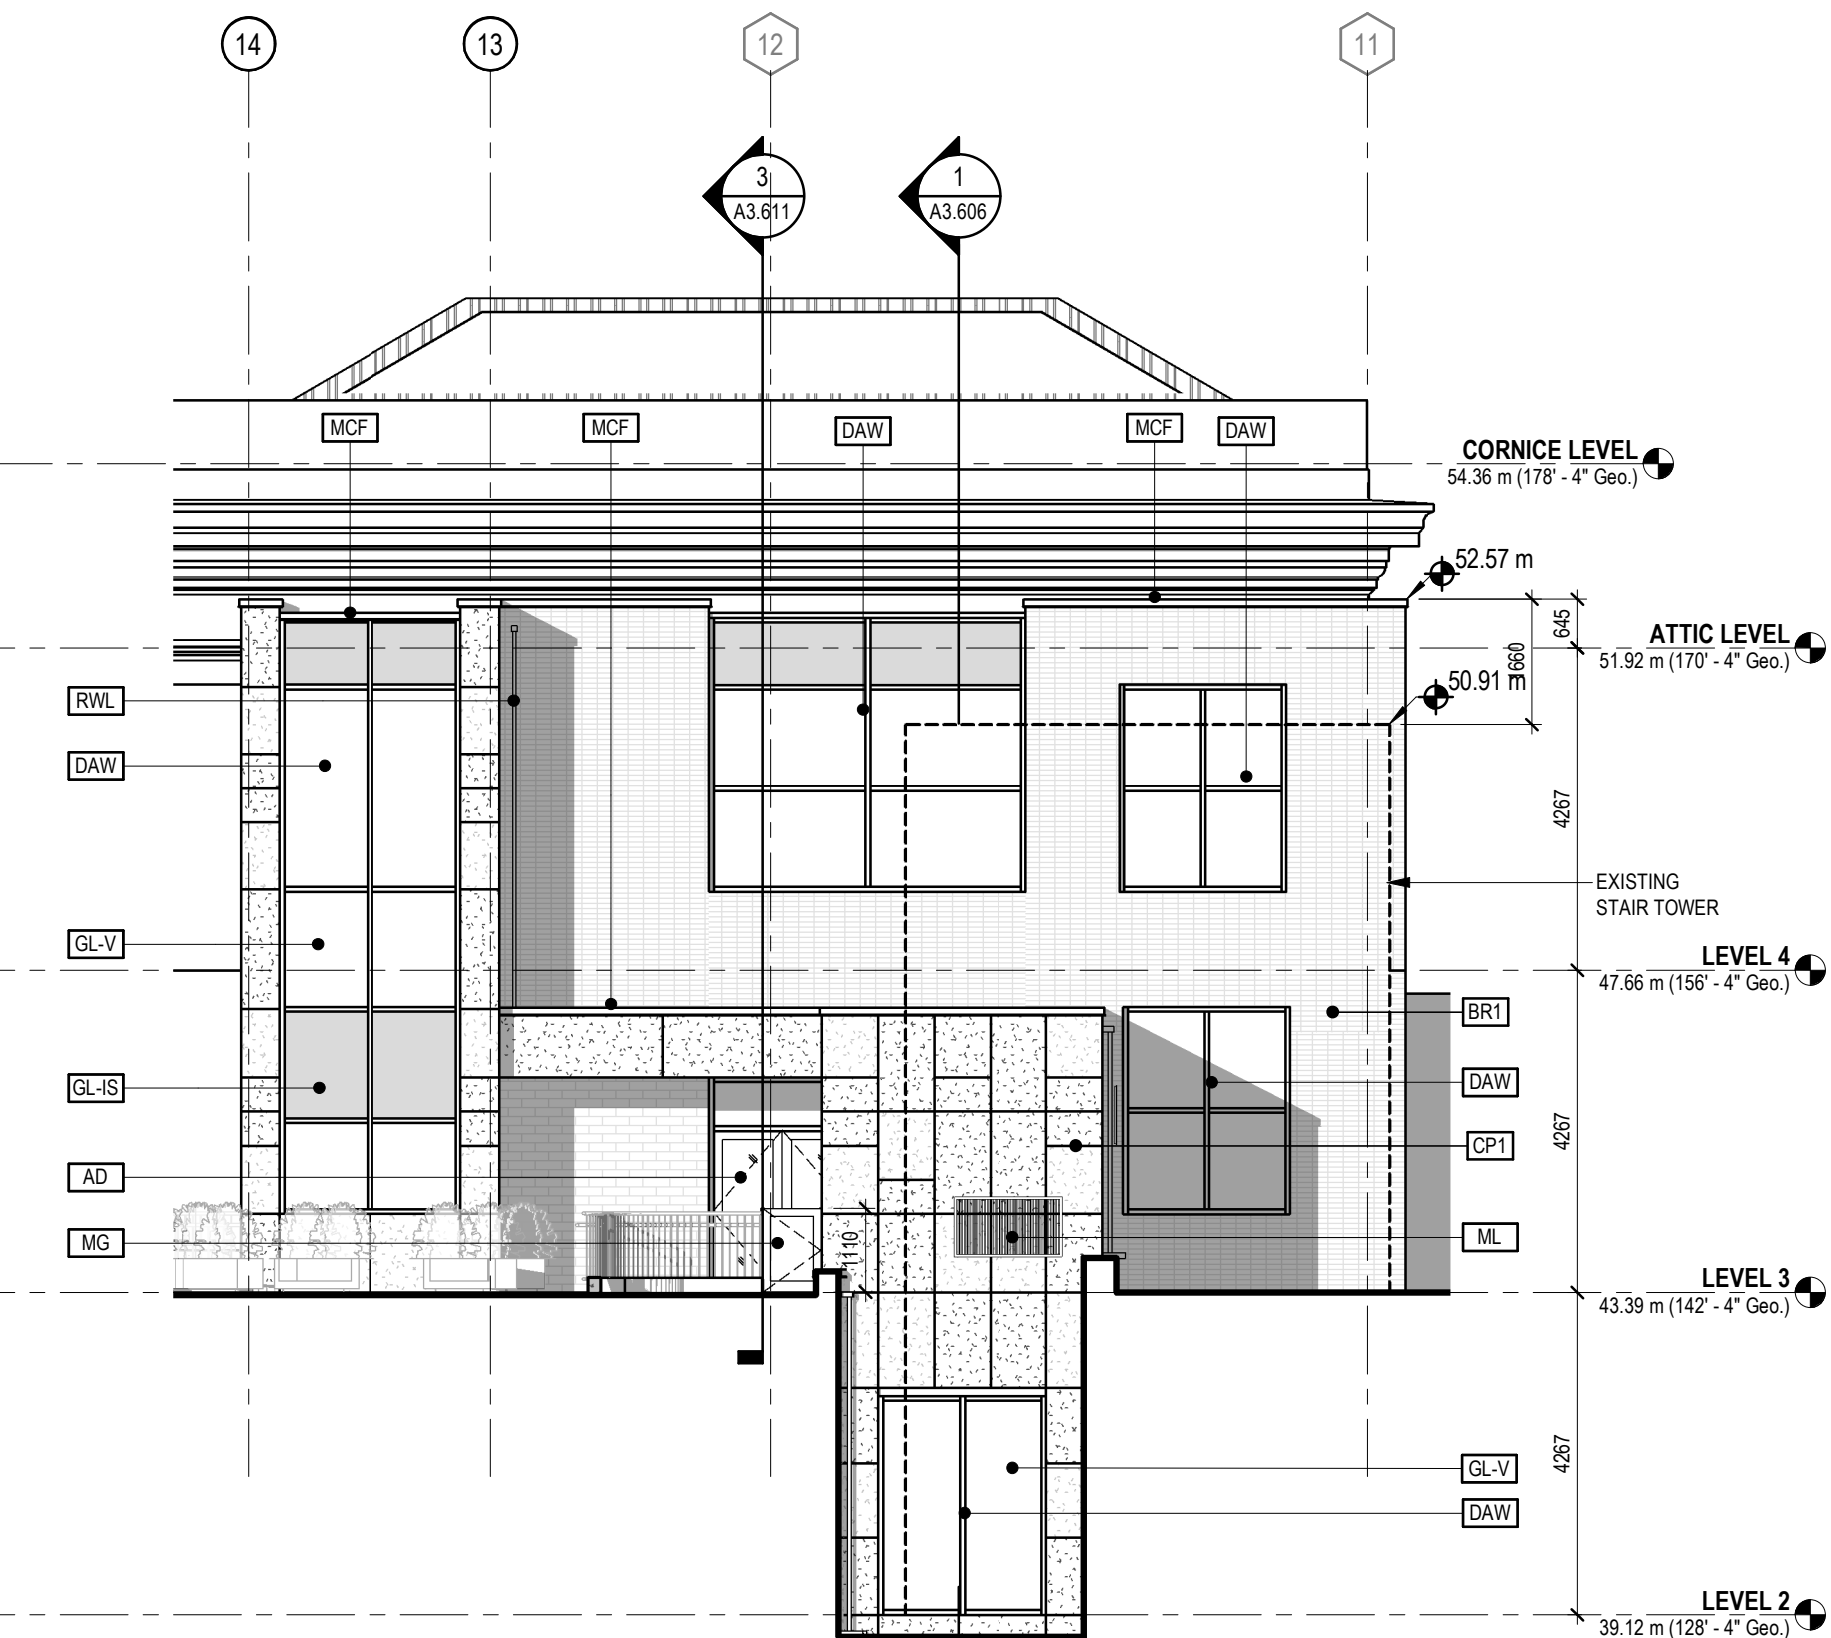 14
13
12
11
3
A3.611
1
A3.606
MCF
MCF
DAW
MCF
DAW
CORNICE LEVEL
54.36 m (178' - 4" Geo.)
52.57 m
645
ATTIC LEVEL
51.92 m (170' - 4" Geo.)
1660
50.91 m
RWL
DAW
4267
EXISTING
STAIR TOWER
GL-V
LEVEL 4
47.66 m (156' - 4" Geo.)
BR1
GL-IS
DAW
4267
CP1
AD
MG
1110
ML
LEVEL 3
43.39 m (142' - 4" Geo.)
4267
GL-V
DAW
LEVEL 2
39.12 m (128' - 4" Geo.)